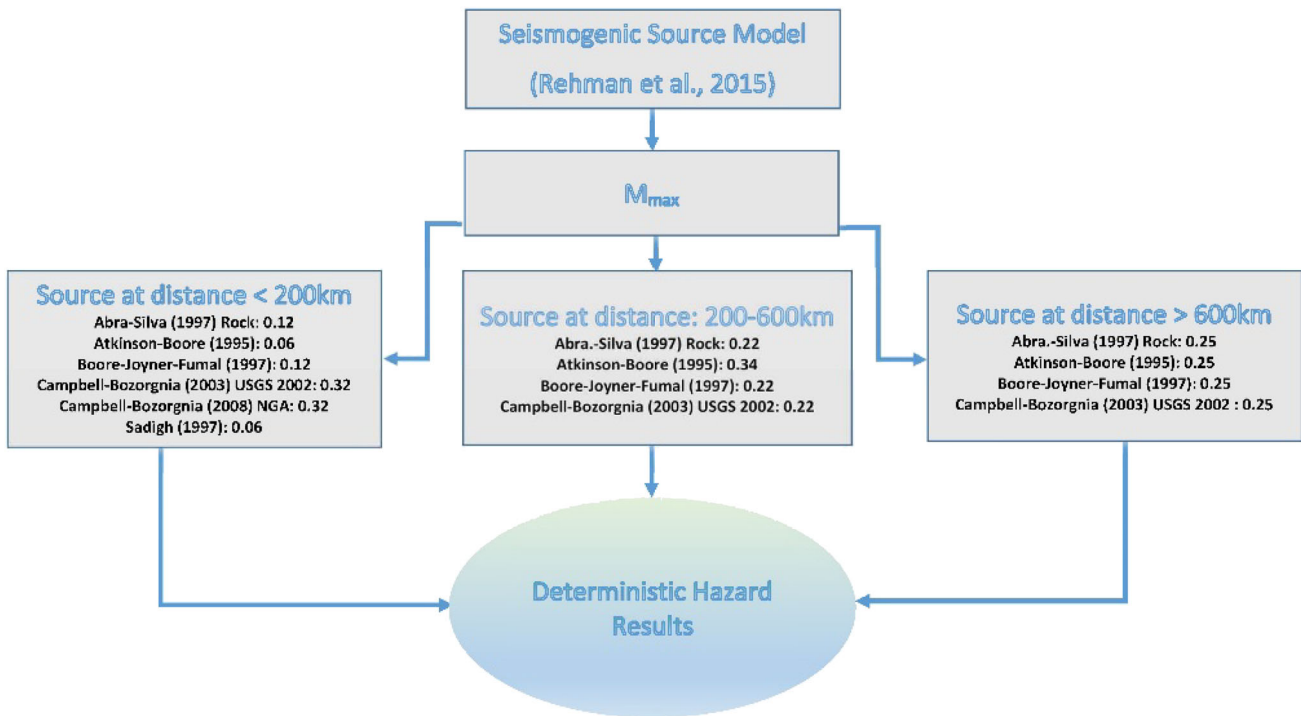 Seismogenic Source Model
(Rehman et al., 2015)
Mmax
Source at distance < 200km
Abra-Silva (1997) Rock: 0.12
Atkinson-Boore (1995): 0.06
Boore-Joyner-Fumal (1997): 0.12
Campbell-Bozorgnia (2003) USGS 2002: 0.32
Campbell-Bozorgnia (2008) NGA: 0.32
Sadigh (1997): 0.06
Source at distance: 200-600km
Abra.-Silva (1997) Rock: 0.22
Atkinson-Boore (1995): 0.34
Boore-Joyner-Fumal (1997): 0.22
Campbell-Bozorgnia (2003) USGS 2002: 0.22
Source at distance > 600km
Abra.-Silva (1997) Rock: 0.25
Atkinson-Boore (1995): 0.25
Boore-Joyner-Fumal (1997): 0.25
Campbell-Bozorgnia (2003) USGS 2002 : 0.25
Deterministic Hazard
Results